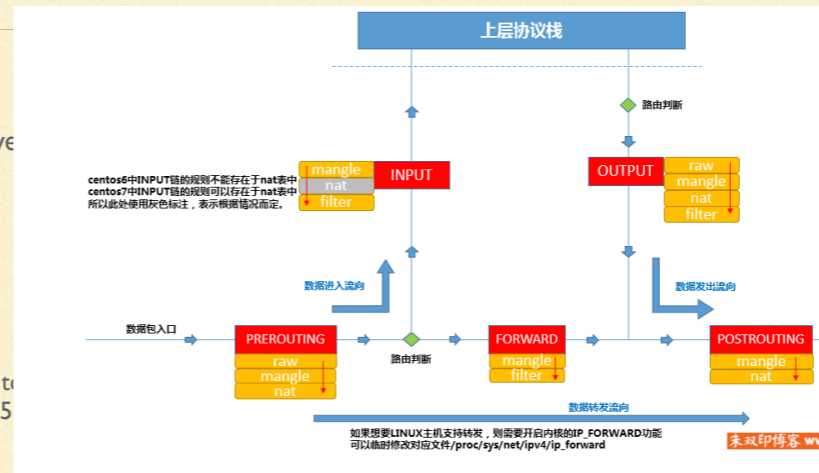 上层协议栈
路由判断
centos6中INPUT链的规则不能存在于nat表中
centos7中INPUT链的规则可以存在于nat表中
所以此处使用灰色标注，表示根据情况而定。
mangle
nat
filter
INPUT
OUTPUT
raw
mangle
nat
filter
数据进入流向
数据发出流向
数据包入口
PREROUTING
raw
mangle
nat
路由判断
FORWARD
mangle
filter
POSTROUTING
mangle
nat
数据转发流向
如果想要LINUX主机支持转发，则需要开启内核的IP_FORWARD功能
可以临时修改对应文件/proc/sys/net/ipv4/ip_forward
朱双印博客
5